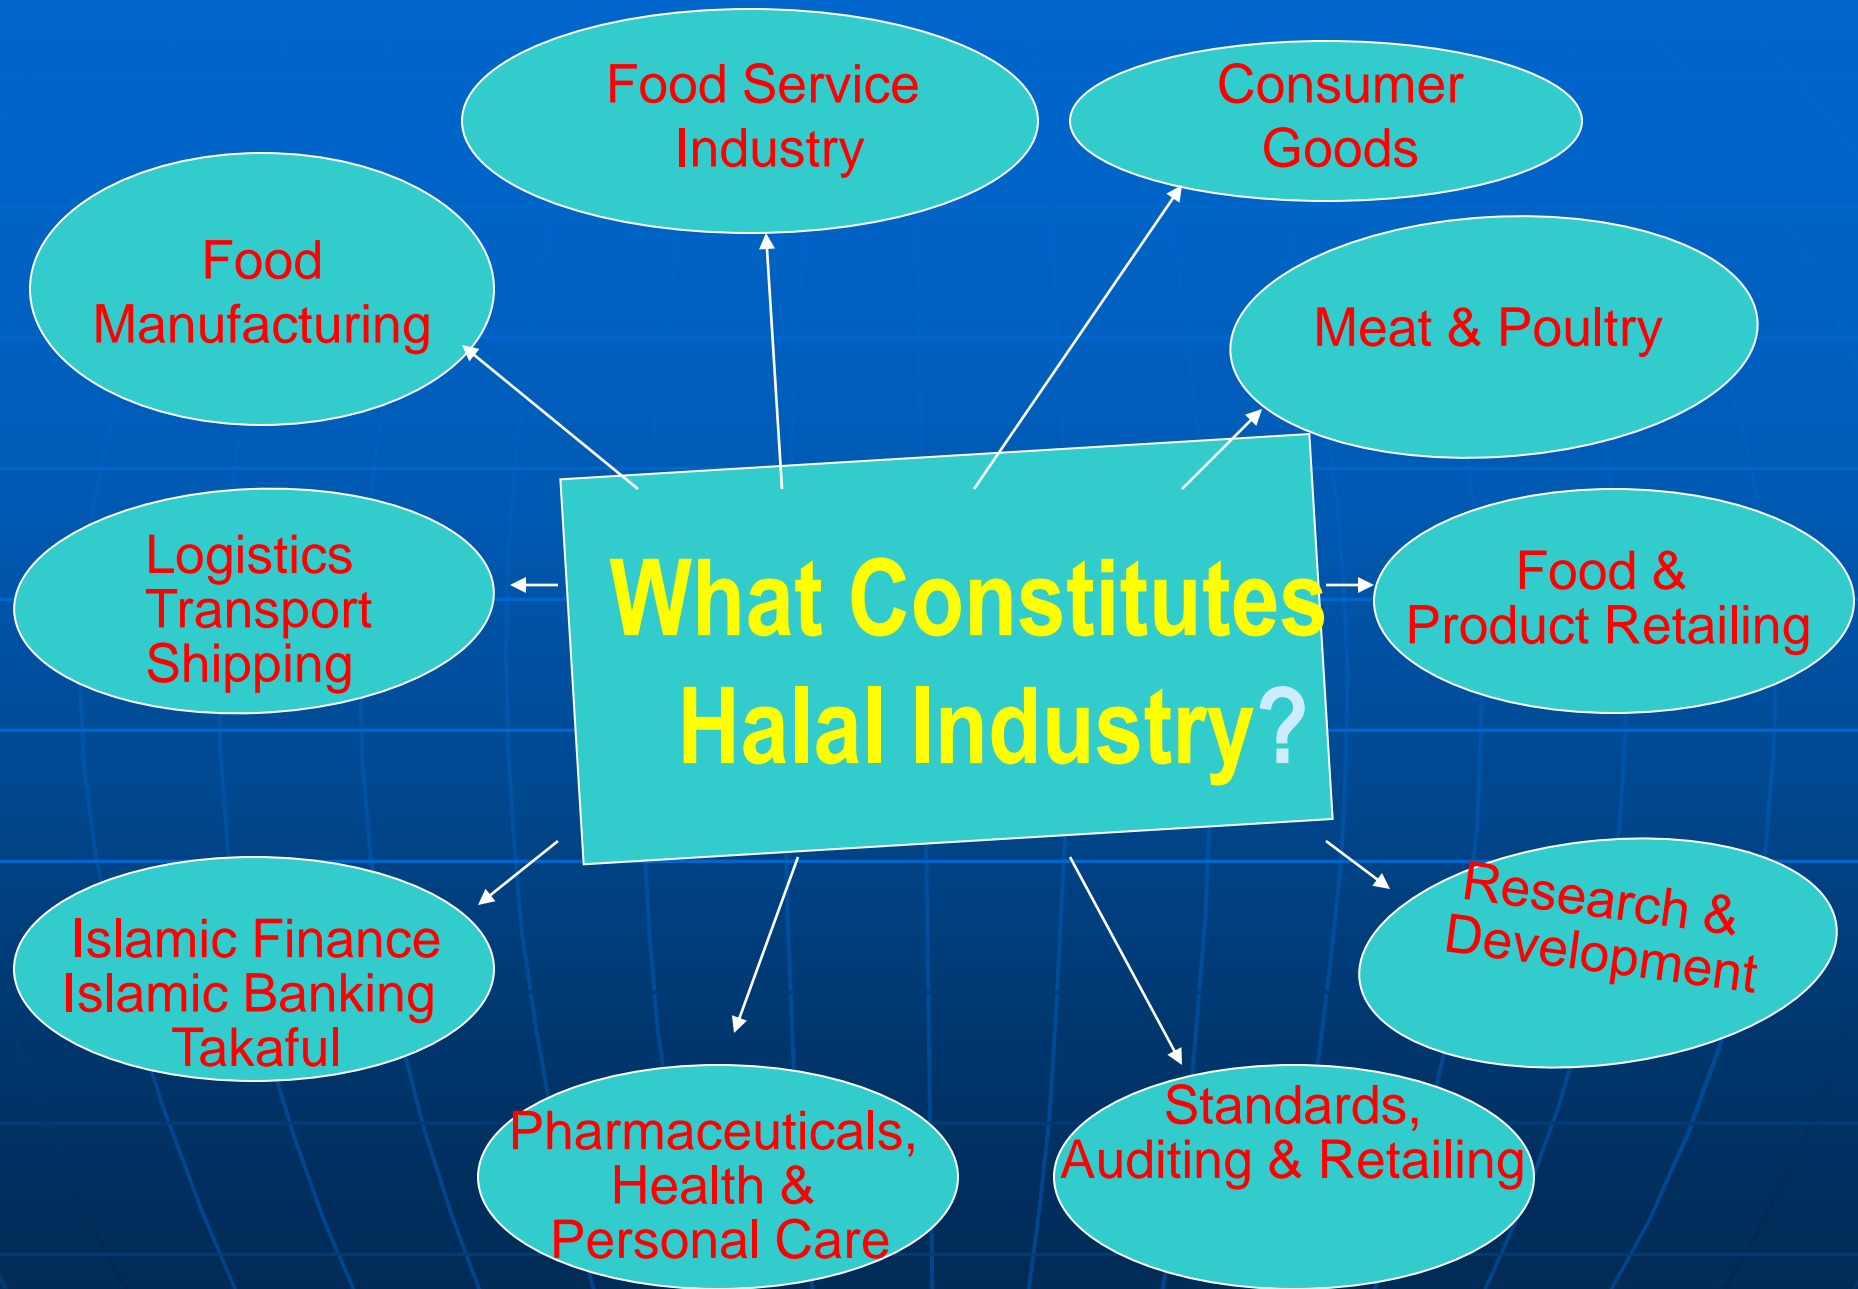 Food Service
Industry
Consumer
Goods
Food
Manufacturing
Meat & Poultry
Logistics
Transport
Shipping
What Constitutes
Halal Industry?
Food &
Product Retailing
Islamic Finance
Islamic Banking
Takaful
Research &
Development
Pharmaceuticals,
Health &
Personal Care
Standards,
Auditing & Retailing